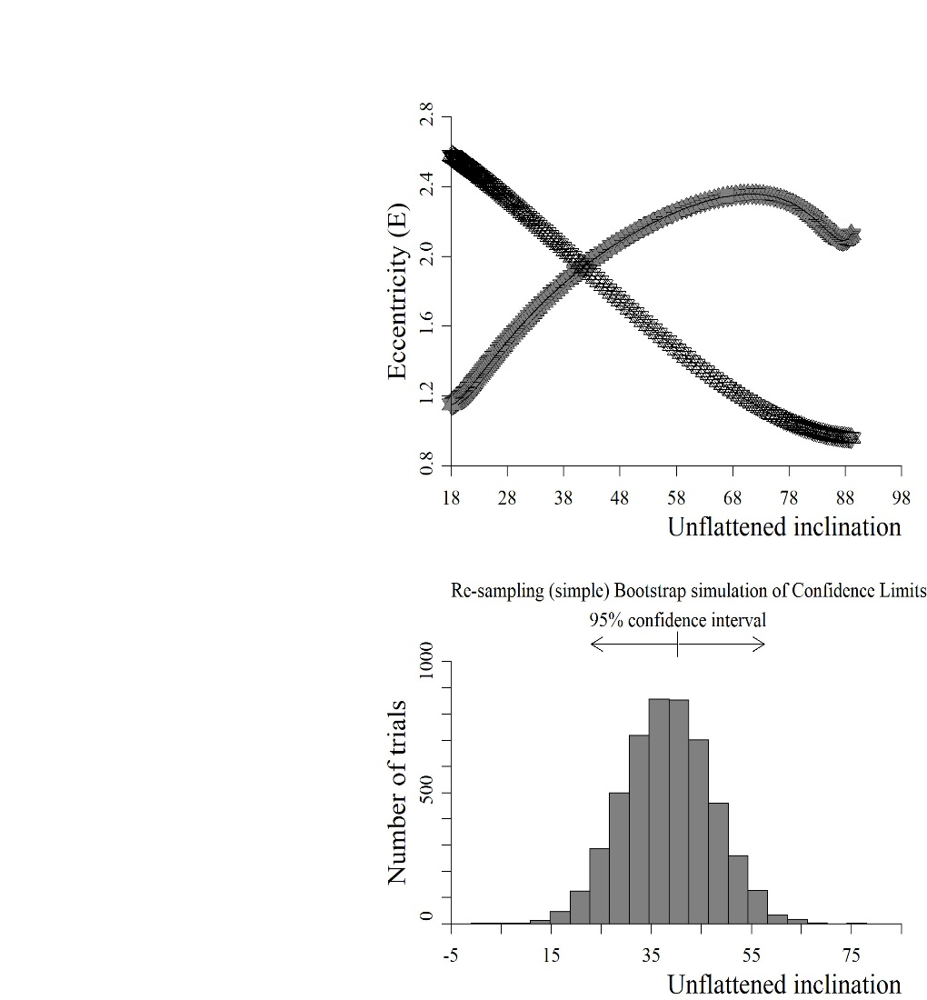 2.8
2.4
2.0
1.6
1.2
0.8
Eccentricity (E)
18 28 38 48 58 68 78 88 98
Unflattened inclination
Re-sampling (simple) Bootstrap simulation of Confidence Limits
95% confidence interval
1000
500
0
Number of trials
-5 15 35 55 75
Unflattened inclination